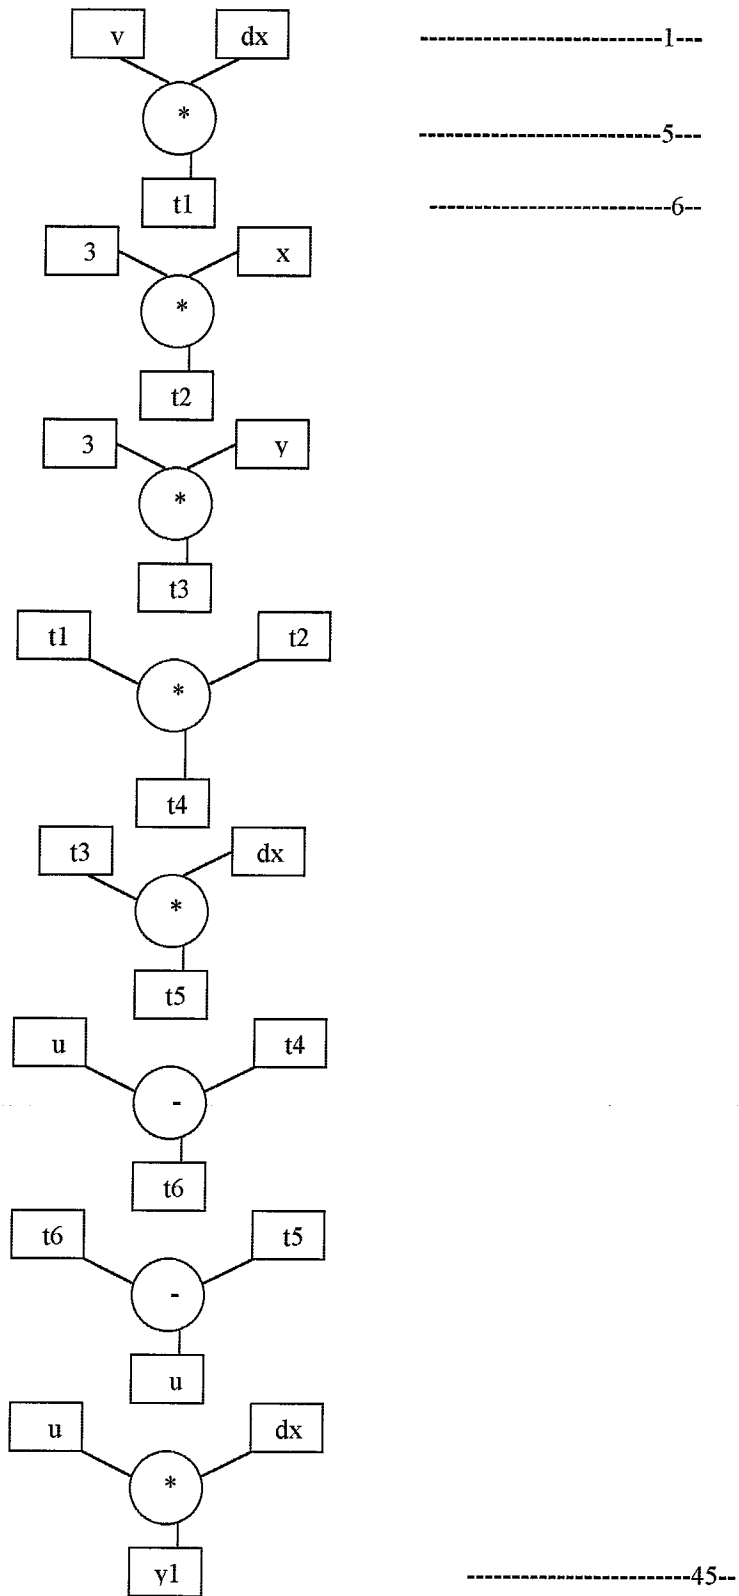 v dx -------------------------1---
*
-------------------------5---
t1 -------------------------6--
3 x
*
t2
3 y
*
t3
t1 t2
*
t4
t3 dx
*
t5
u t4
-
t6
t6 t5
-
u
u dx
*
y1 -----------------------45--